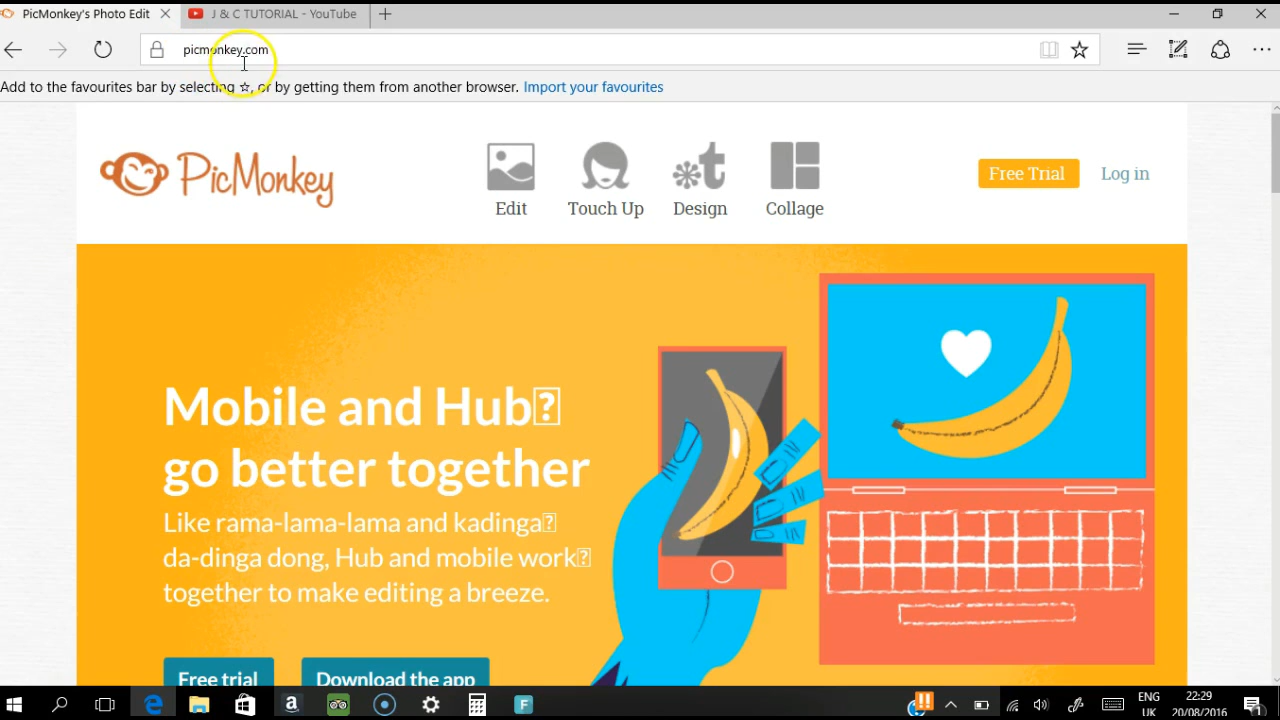 PicMonkey's Photo Edit
J & C TUTORIAL - YouTube
picmonkey.com
Add to the favourites bar by selecting ☆, or by getting them from another browser. Import your favourites
PicMonkey
Edit
Touch Up
Design
Collage
Free Trial
Log in
Mobile and Hub
go better together
Like rama-lama-lama and kadinga
da-dinga dong, Hub and mobile work
together to make editing a breeze.
Free trial
Download the app
ENG
UK
22:29
20/08/2016